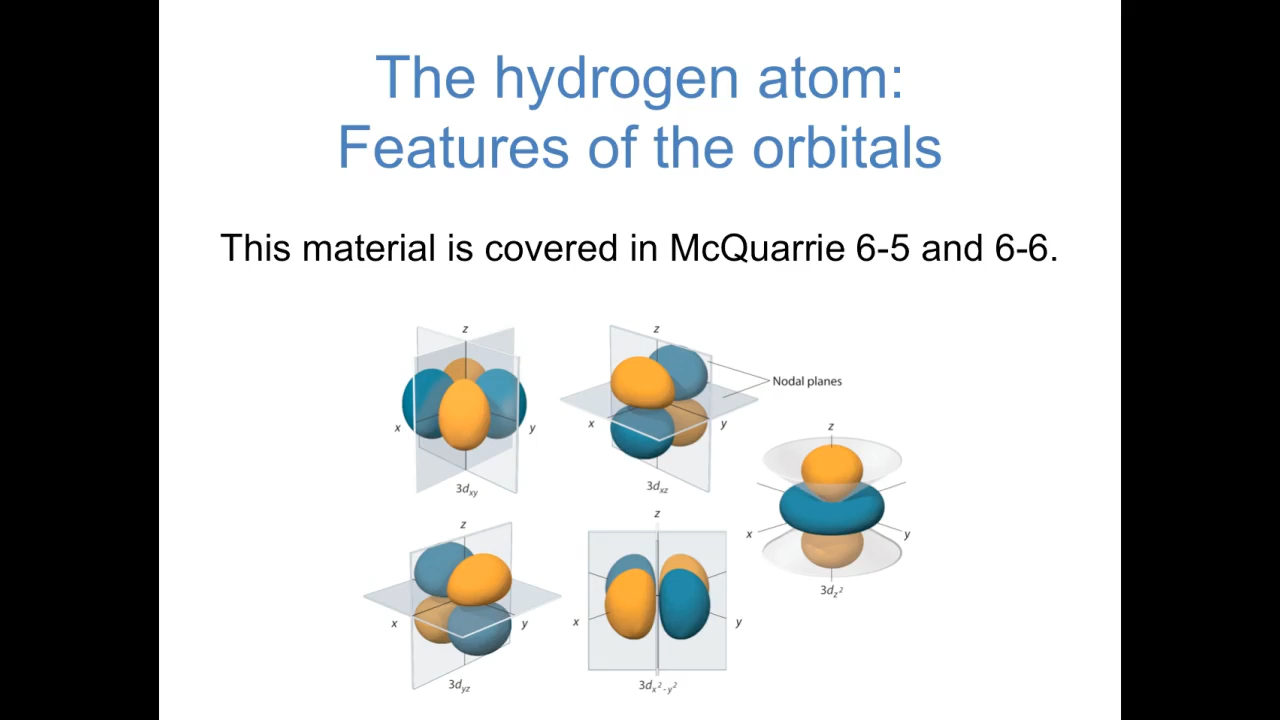 The hydrogen atom:
Features of the orbitals
This material is covered in McQuarrie 6-5 and 6-6.
z
x
y
3dxy
z
Nodal planes
x
y
3dxz
z
x
y
3dz²
z
x
y
3dyz
z
x
y
3dx²-y²